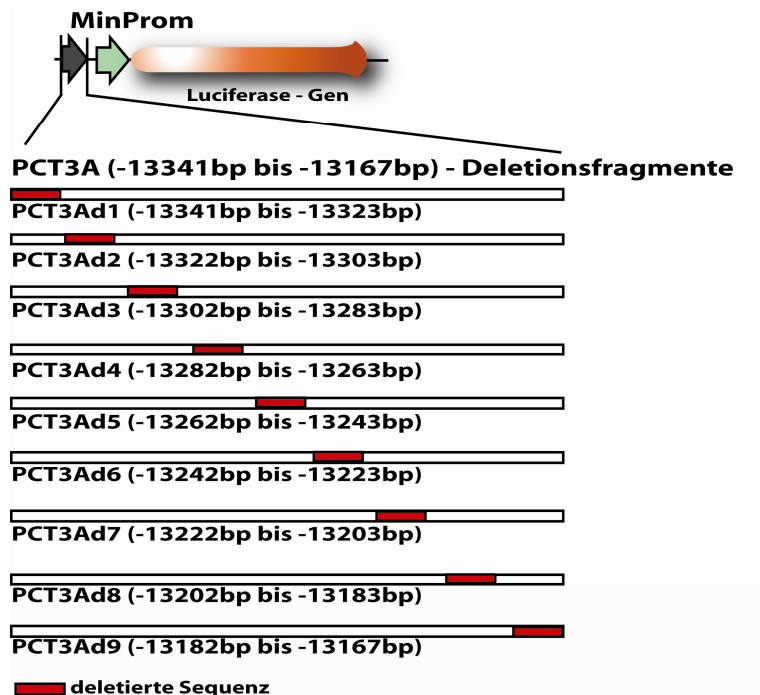 MinProm
Luciferase - Gen
PCT3A (-13341bp bis -13167bp) - Deletionsfragmente
PCT3Ad1 (-13341bp bis -13323bp)
PCT3Ad2 (-13322bp bis -13303bp)
PCT3Ad3 (-13302bp bis -13283bp)
PCT3Ad4 (-13282bp bis -13263bp)
PCT3Ad5 (-13262bp bis -13243bp)
PCT3Ad6 (-13242bp bis -13223bp)
PCT3Ad7 (-13222bp bis -13203bp)
PCT3Ad8 (-13202bp bis -13183bp)
PCT3Ad9 (-13182bp bis -13167bp)
deletierte Sequenz